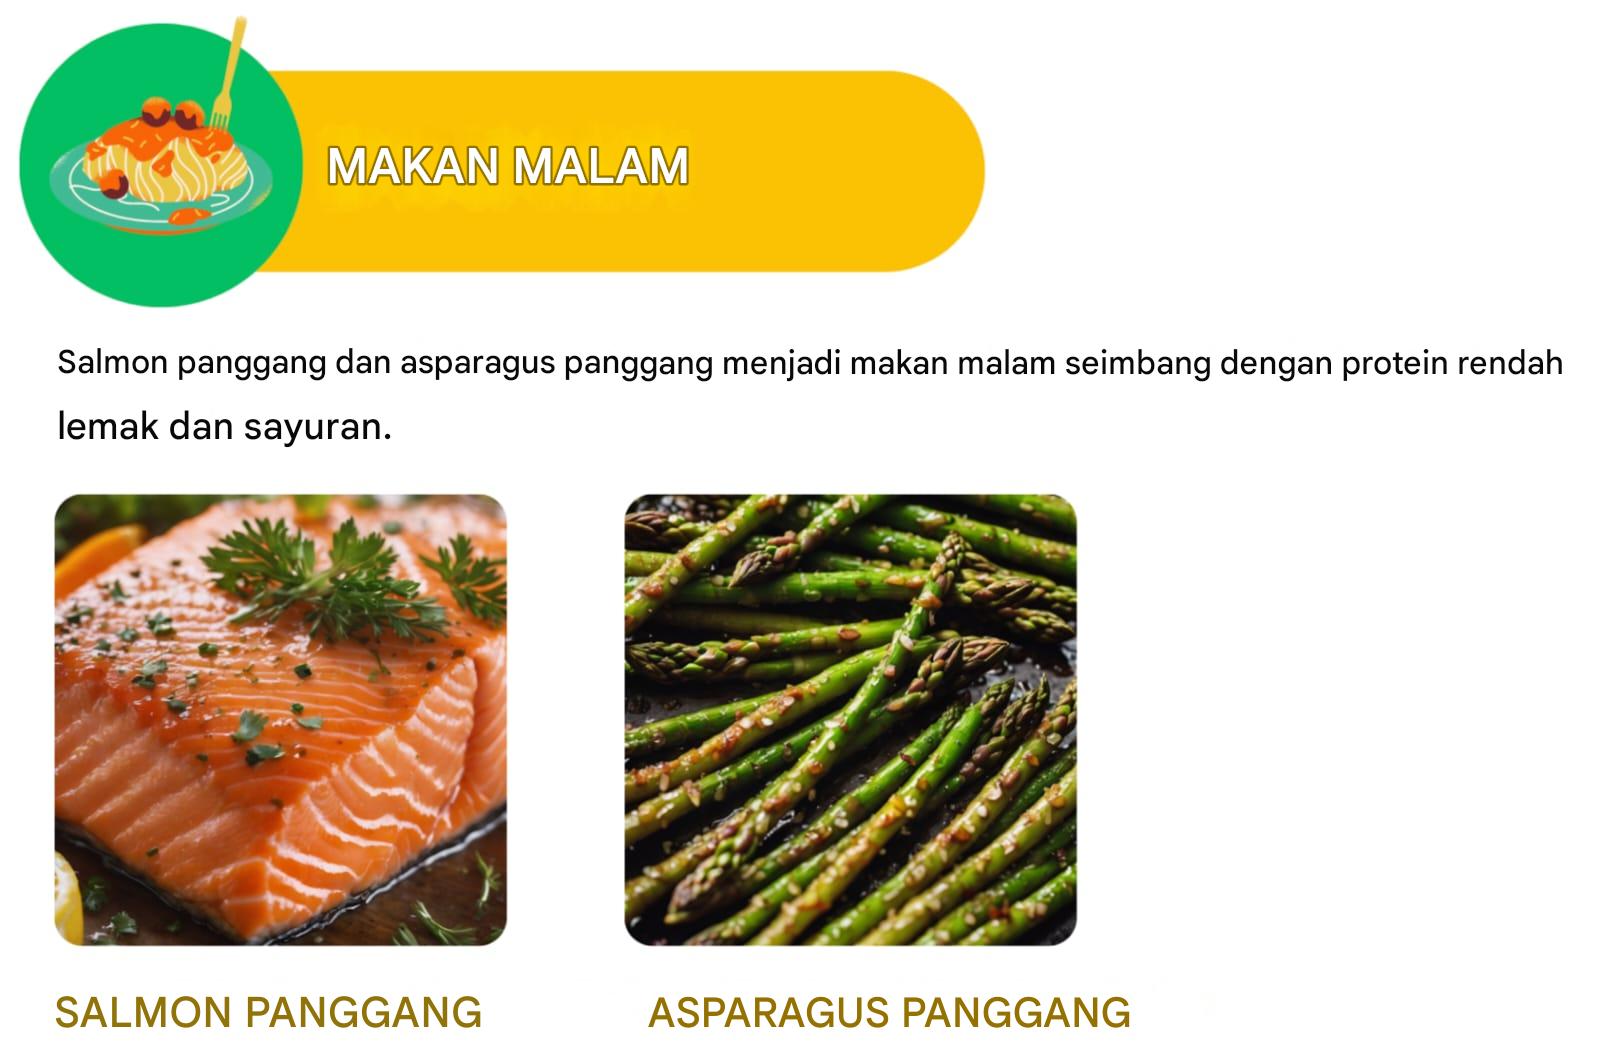 MAKAN MALAM
Salmon panggang dan asparagus panggang menjadi makan malam seimbang dengan protein rendah
lemak dan sayuran.
SALMON PANGGANG
ASPARAGUS PANGGANG